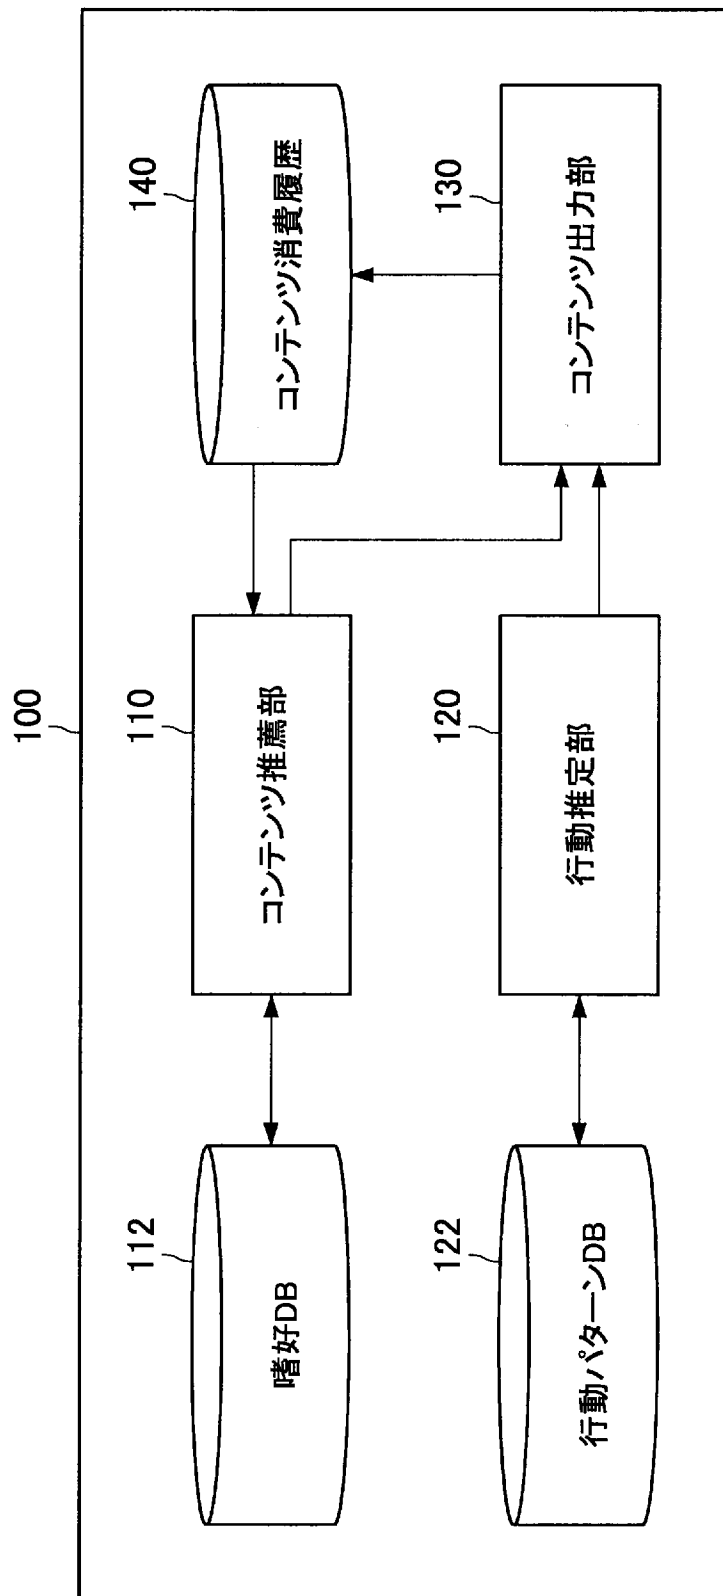 100
112
嗜好DB
110
コンテンツ推薦部
140
コンテンツ消費履歴
122
行動パターンDB
120
行動推定部
130
コンテンツ出力部